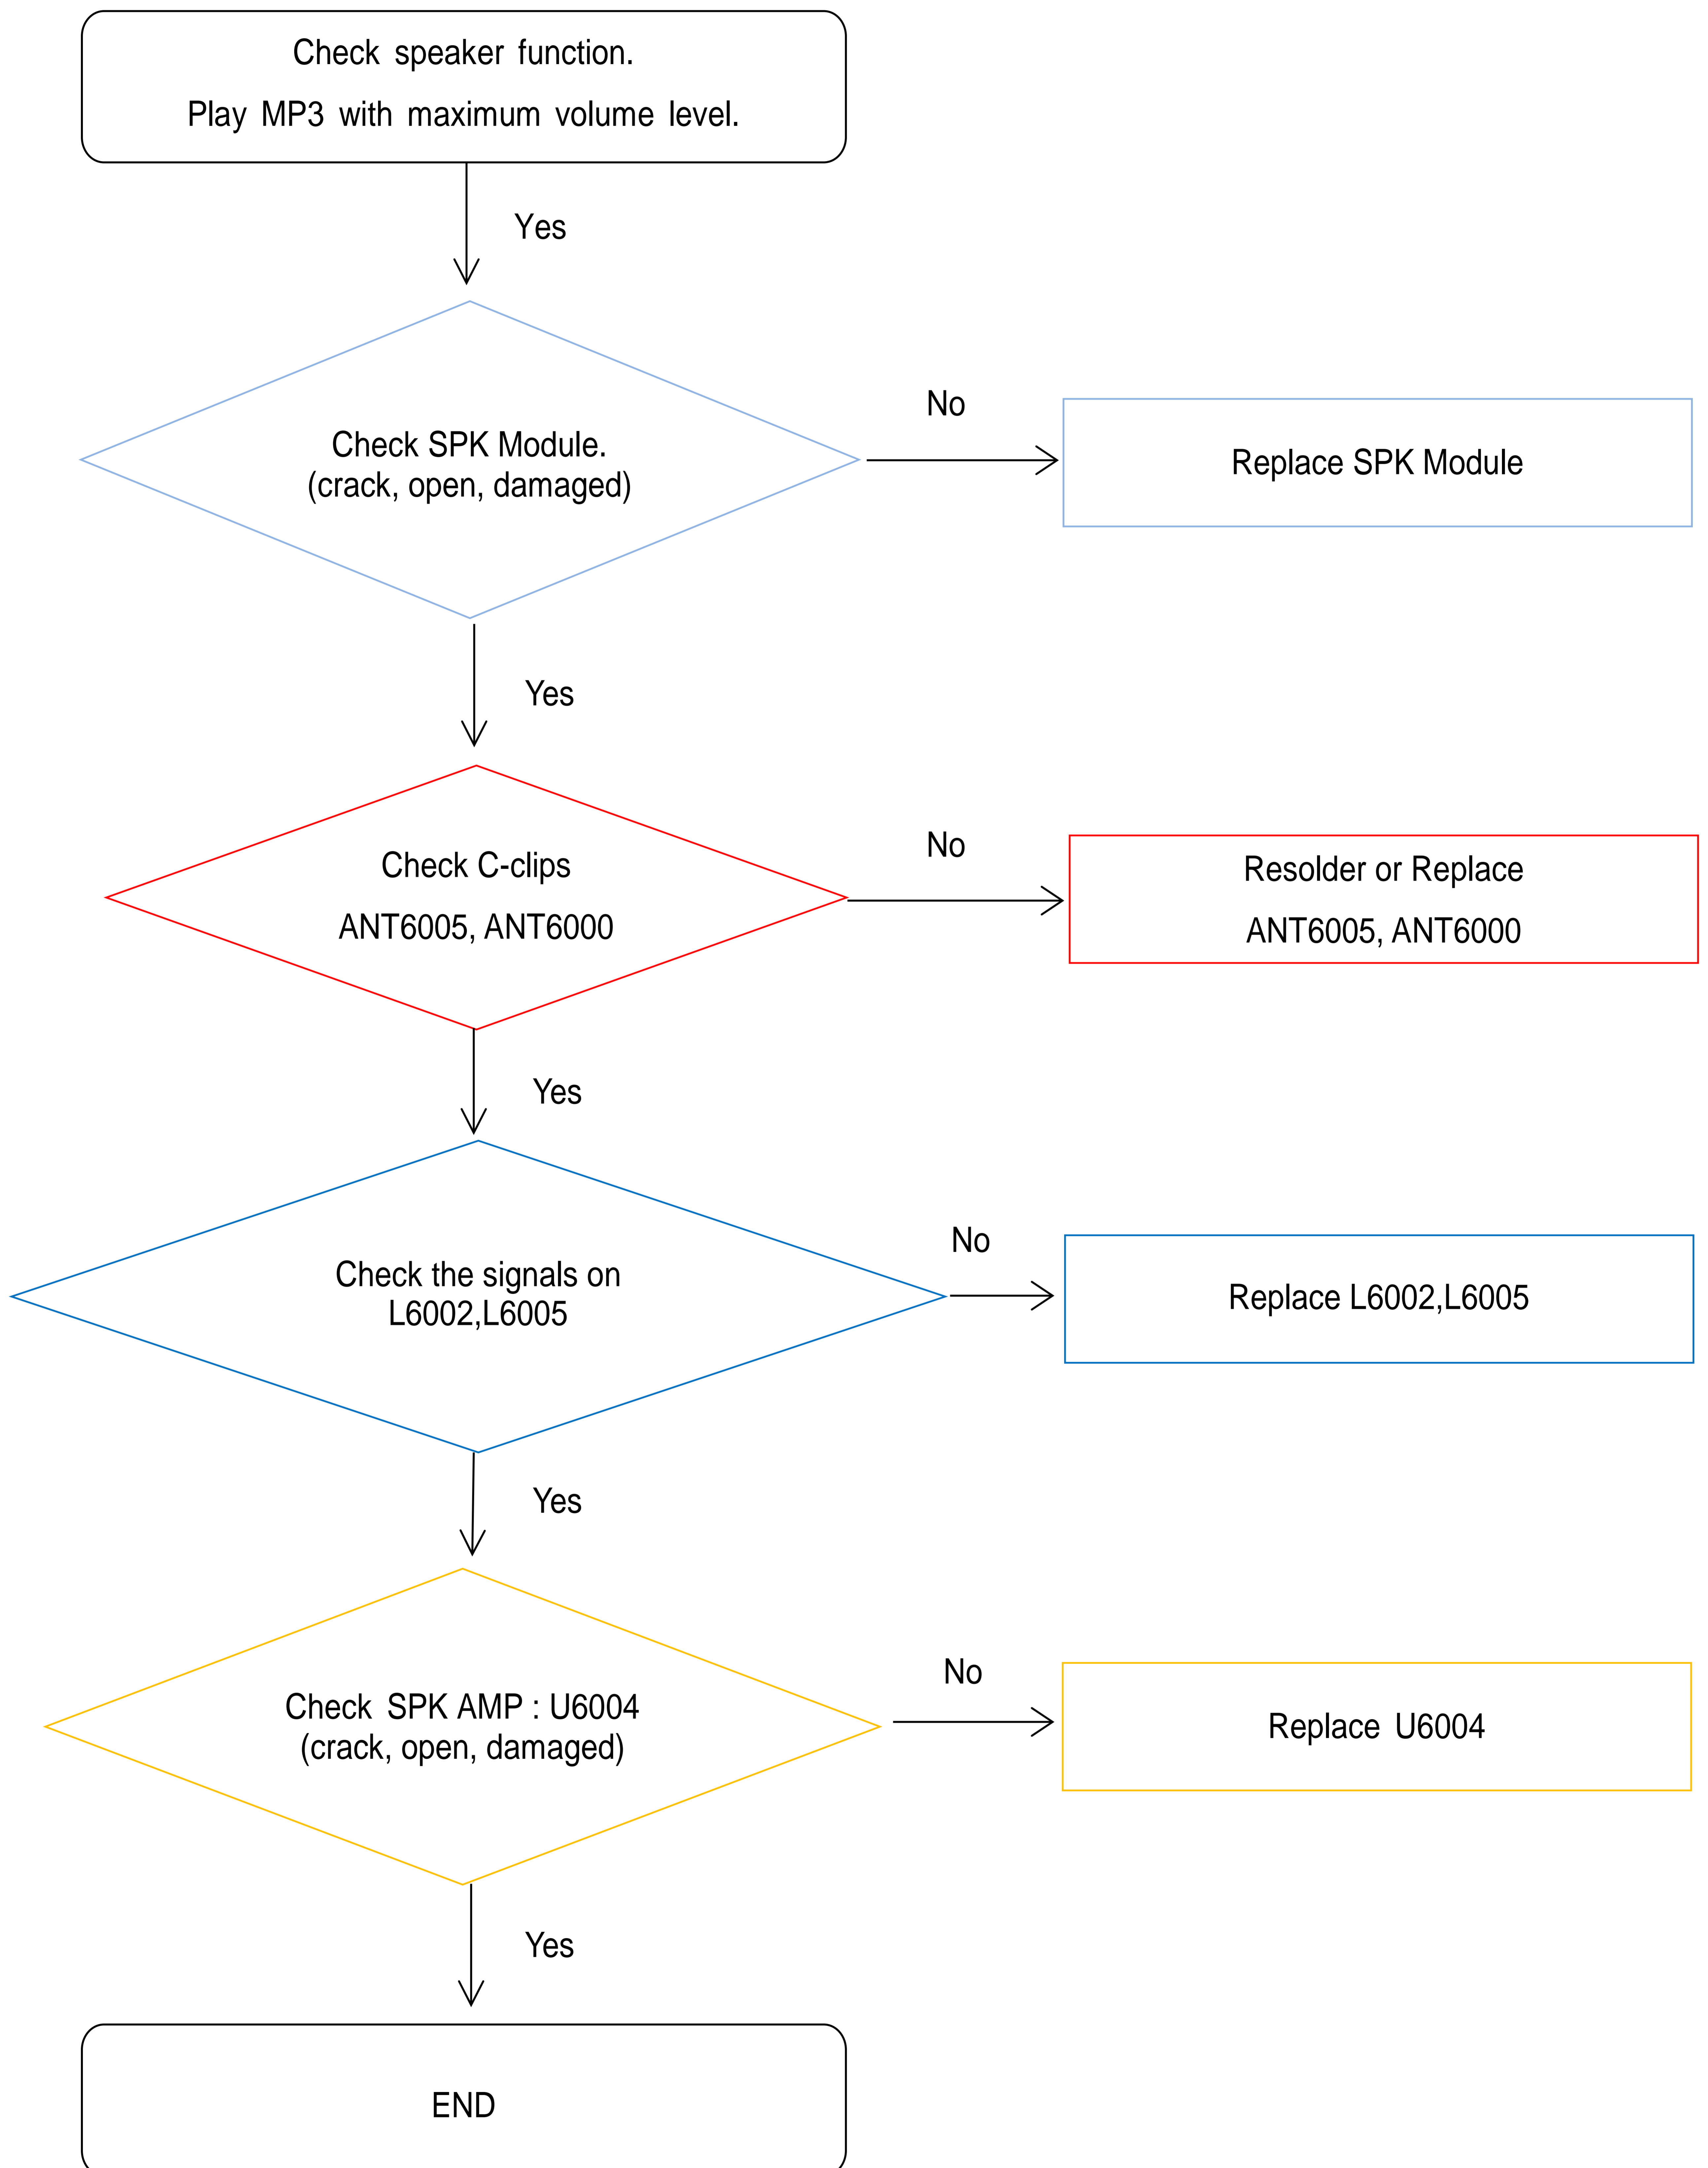 Check speaker function.
Play MP3 with maximum volume level.
Yes
Check SPK Module.
(crack, open, damaged)
No
Replace SPK Module
Yes
Check C-clips
ANT6005, ANT6000
No
Resolder or Replace
ANT6005, ANT6000
Yes
Check the signals on
L6002,L6005
No
Replace L6002,L6005
Yes
Check SPK AMP : U6004
(crack, open, damaged)
No
Replace U6004
Yes
END